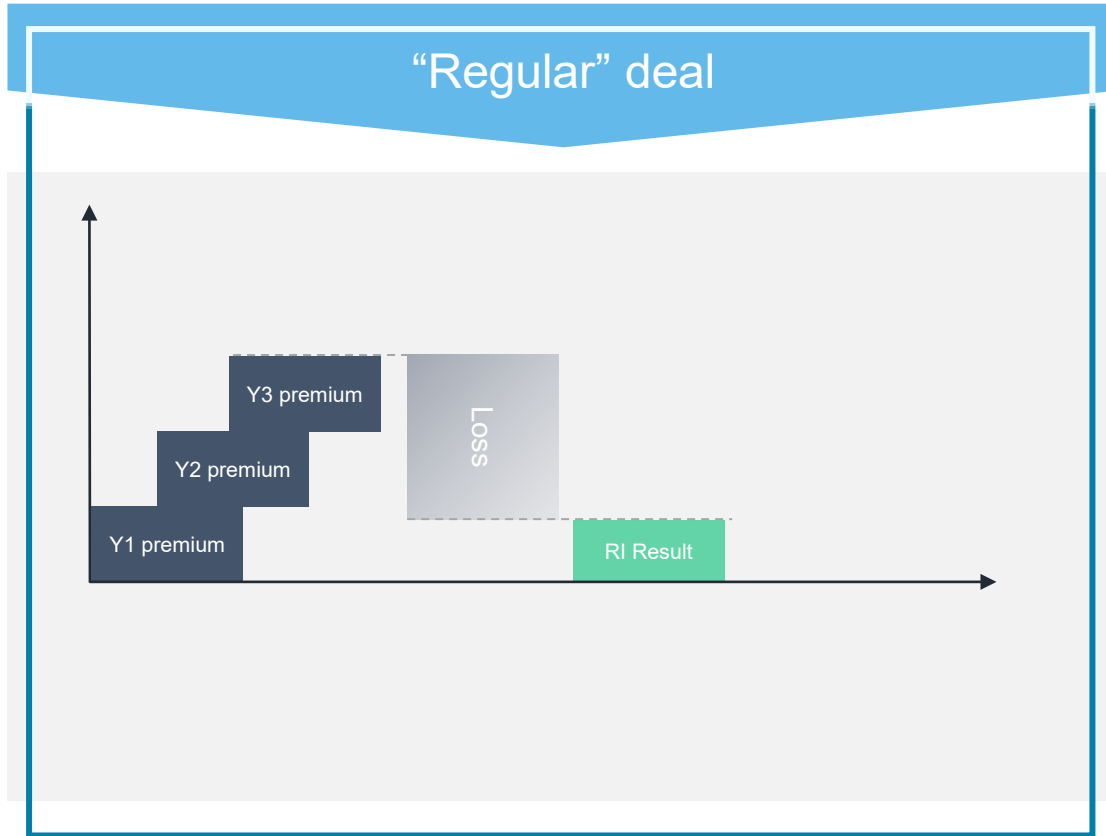 “Regular” deal
Y3 premium
Loss
Y2 premium
Y1 premium
RI Result